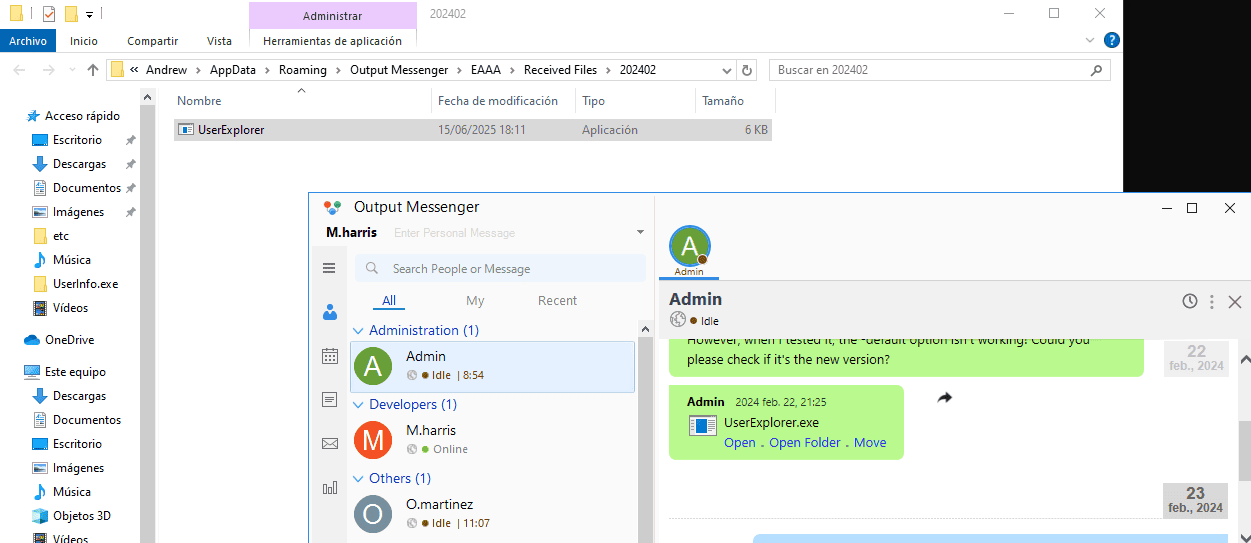 Administrar 202402
Archivo Inicio Compartir Vista Herramientas de aplicación
« Andrew > AppData > Roaming > Output Messenger > EAAA > Received Files > 202402
Buscar en 202402
Nombre Fecha de modificación Tipo Tamaño
UserExplorer 15/06/2025 18:11 Aplicación 6 KB
Acceso rápido
Escritorio
Descargas
Documentos
Imágenes
etc
Música
UserInfo.exe
Vídeos
OneDrive
Este equipo
Descargas
Documentos
Escritorio
Imágenes
Música
Objetos 3D
Vídeos
Output Messenger
M.harris Enter Personal Message
Search People or Message
All My Recent
Administration (1)
A Admin
Idle | 8:54
Developers (1)
M M.harris
Online
Others (1)
O O.martinez
Idle | 11:07
A
Admin
Admin
Idle
However, when I tested it, the -default option isn't working! Could you
please check if it's the new version?
22
feb., 2024
Admin 2024 feb. 22, 21:25
UserExplorer.exe
Open . Open Folder . Move
23
feb., 2024